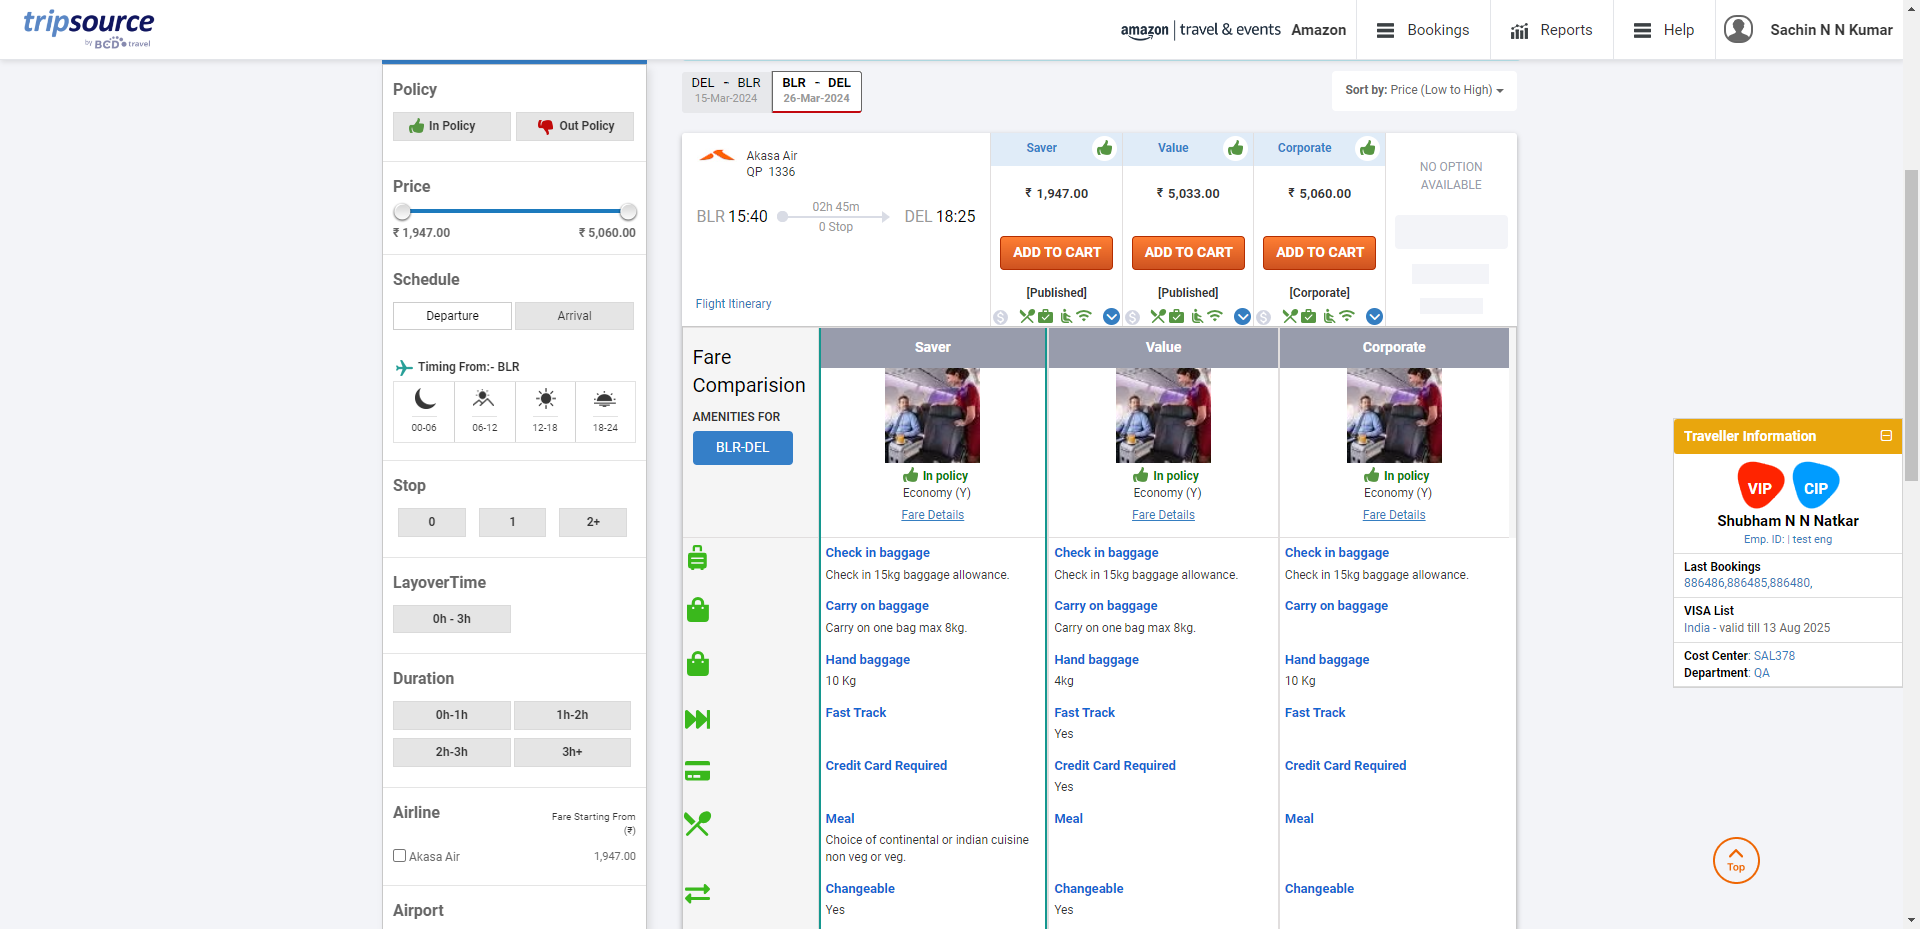 tripsource
by BCD travel
amazon | travel & events Amazon
Bookings
Reports
Help
Sachin N N Kumar
Policy
In Policy
Out Policy
Price
₹ 1,947.00
₹ 5,060.00
Schedule
Departure
Arrival
Timing From:- BLR
00-06
06-12
12-18
18-24
Stop
0
1
2+
LayoverTime
0h - 3h
Duration
0h-1h
1h-2h
2h-3h
3h+
Airline
Fare Starting From
(₹)
Akasa Air
1,947.00
Airport
DEL - BLR
15-Mar-2024
BLR - DEL
26-Mar-2024
Sort by: Price (Low to High)
Akasa Air
QP 1336
BLR 15:40
02h 45m
0 Stop
DEL 18:25
Flight Itinerary
Saver
₹ 1,947.00
ADD TO CART
[Published]
Value
₹ 5,033.00
ADD TO CART
[Published]
Corporate
₹ 5,060.00
ADD TO CART
[Corporate]
NO OPTION
AVAILABLE
Fare
Comparision
AMENITIES FOR
BLR-DEL
Saver
In policy
Economy (Y)
Fare Details
Value
In policy
Economy (Y)
Fare Details
Corporate
In policy
Economy (Y)
Fare Details
Check in baggage
Check in 15kg baggage allowance.
Check in baggage
Check in 15kg baggage allowance.
Check in baggage
Check in 15kg baggage allowance.
Carry on baggage
Carry on one bag max 8kg.
Carry on baggage
Carry on one bag max 8kg.
Carry on baggage
Hand baggage
10 Kg
Hand baggage
4kg
Hand baggage
10 Kg
Fast Track
Fast Track
Yes
Fast Track
Credit Card Required
Credit Card Required
Yes
Credit Card Required
Meal
Choice of continental or indian cuisine
non veg or veg.
Meal
Meal
Changeable
Yes
Changeable
Yes
Changeable
Traveller Information
VIP
CIP
Shubham N N Natkar
Emp. ID: | test eng
Last Bookings
886486,886485,886480,
VISA List
India - valid till 13 Aug 2025
Cost Center: SAL378
Department: QA
Top